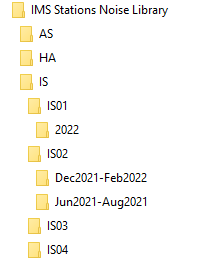 IMS Stations Noise Library
AS
HA
IS
IS01
2022
IS02
Dec2021-Feb2022
Jun2021-Aug2021
IS03
IS04